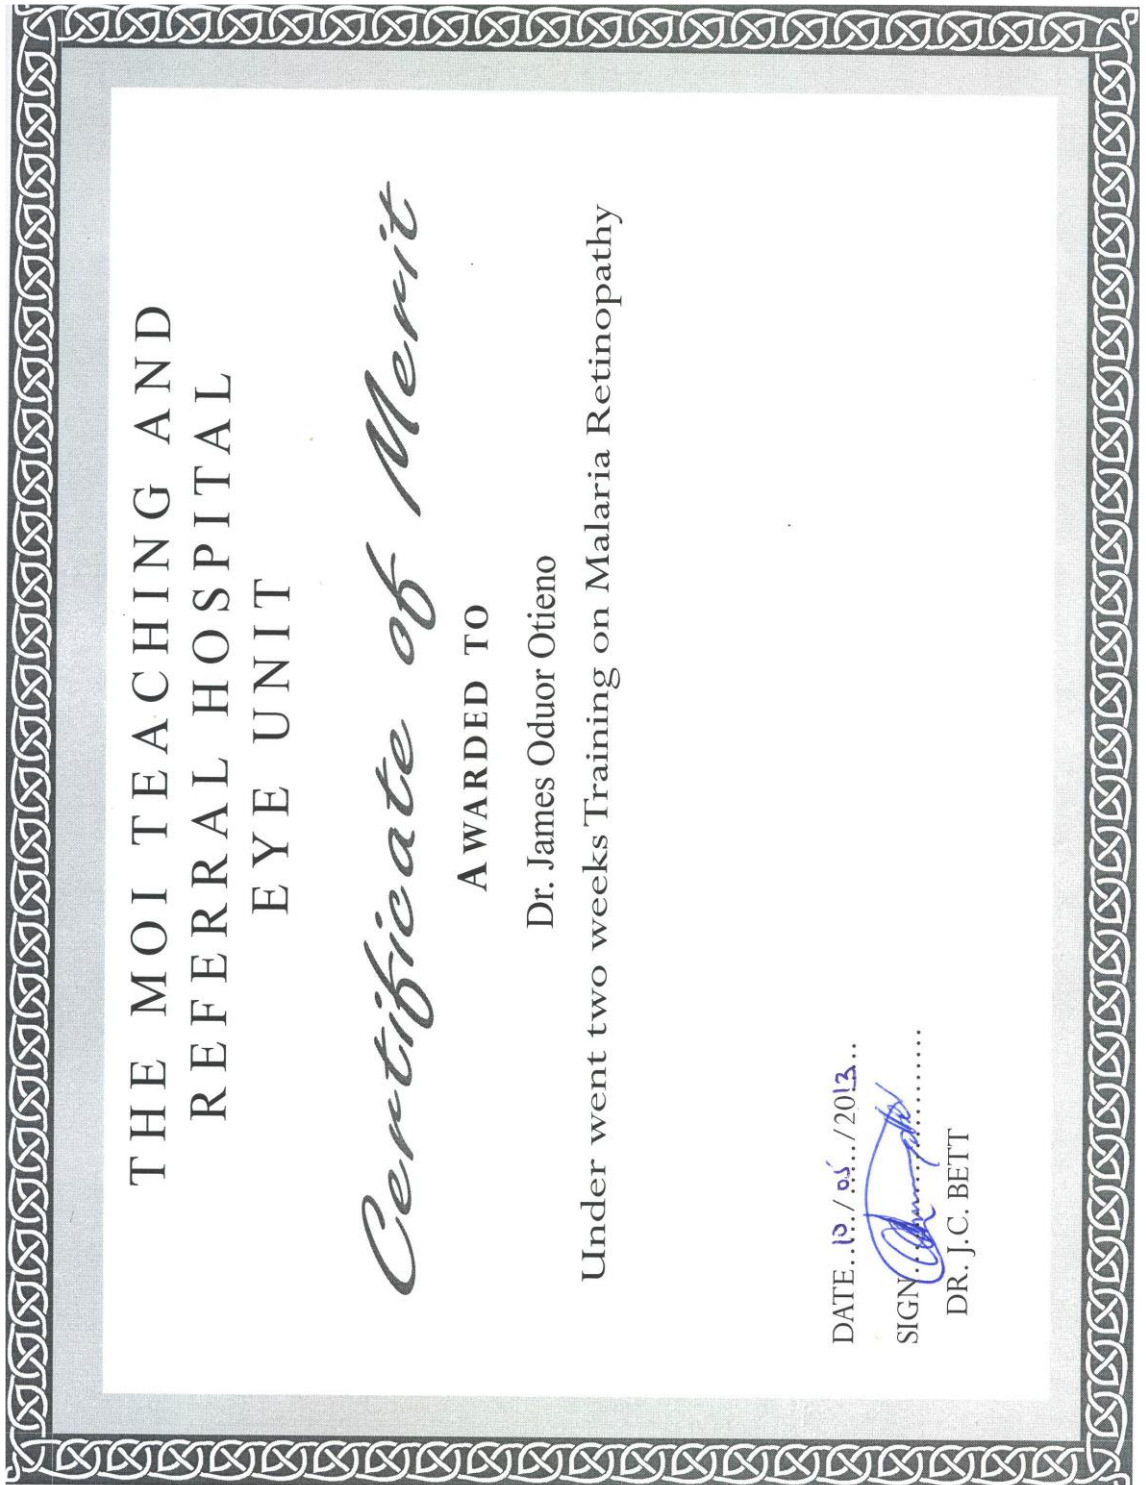 THE MOI TEACHING AND
REFERRAL HOSPITAL
EYE UNIT
Certificate of Merit
AWARDED TO
Dr. James Oduor Otieno
Under went two weeks Training on Malaria Retinopathy
DATE..10../05...../2013...
SIGN....................
DR. J.C. BETT